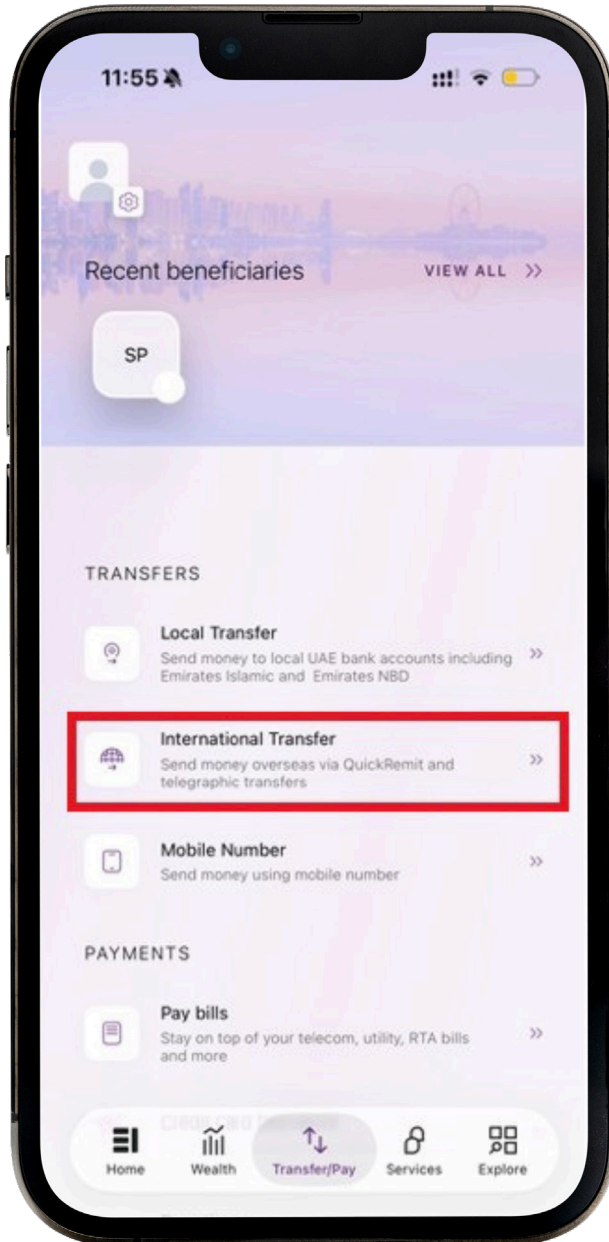 11:55
Recent beneficiaries
VIEW ALL
SP
TRANSFERS
Local Transfer
Send money to local UAE bank accounts including
Emirates Islamic and Emirates NBD
International Transfer
Send money overseas via QuickRemit and
telegraphic transfers
Mobile Number
Send money using mobile number
PAYMENTS
Pay bills
Stay on top of your telecom, utility, RTA bills
and more
Home
Wealth
Transfer/Pay
Services
Explore